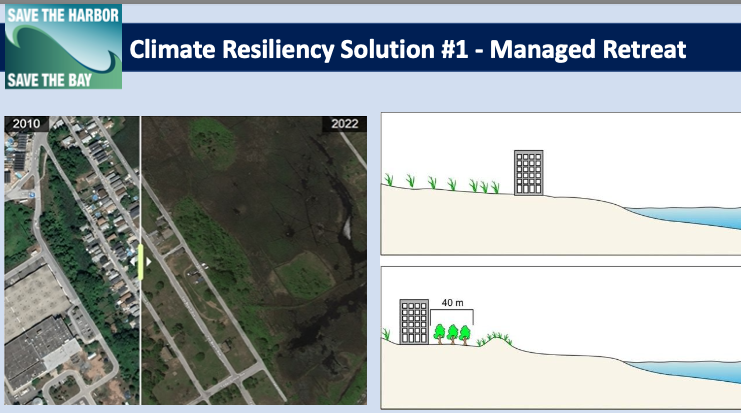 SAVE THE HARBOR
SAVE THE BAY
Climate Resiliency Solution #1 - Managed Retreat
2010
2022
40 m